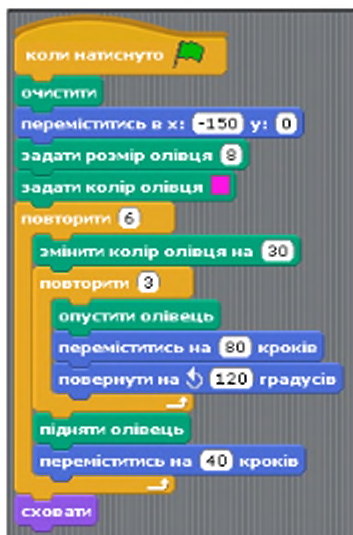 коли натиснуто
очистити
переміститись в x: -150 y: 0
задати розмір олівця 8
задати колір олівця
повторити 6
змінити колір олівця на 30
повторити 3
опустити олівець
переміститись на 80 кроків
повернути на 120 градусів
підняти олівець
переміститись на 40 кроків
сховати